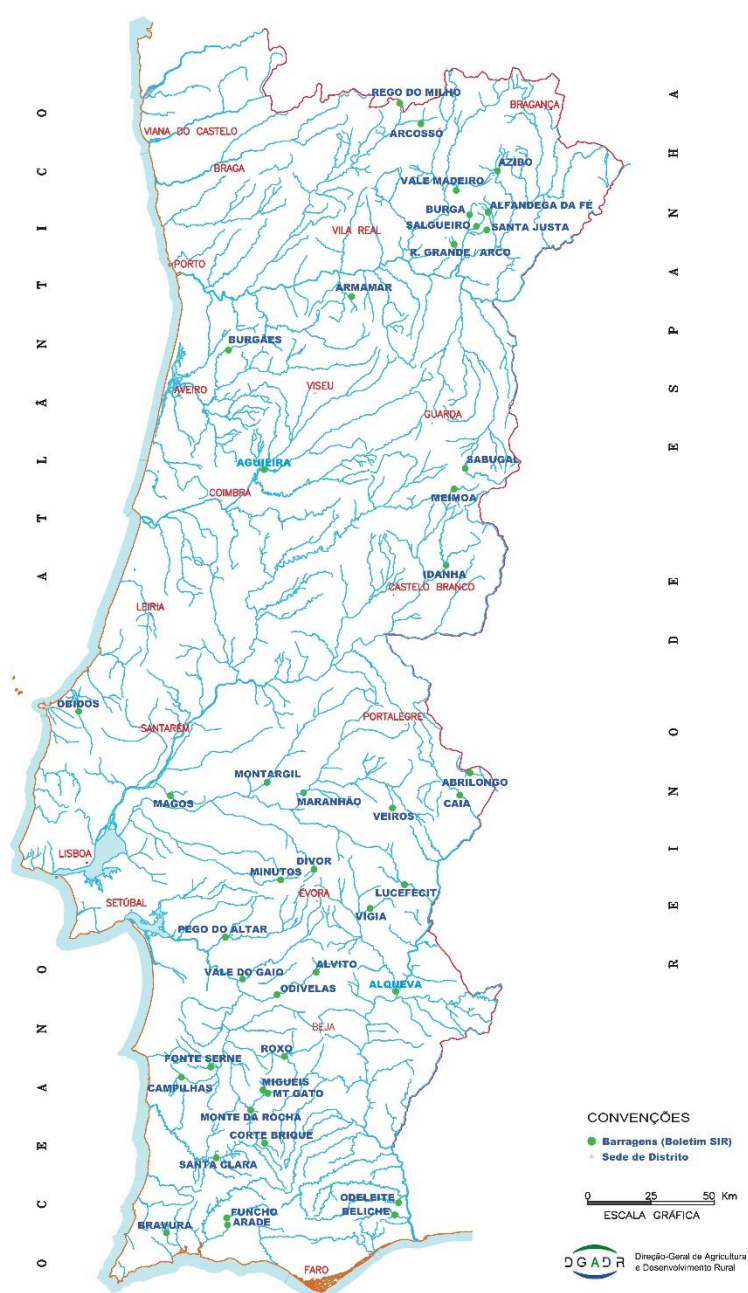 REGO DO MILHO
BRAGANÇA
ARCOSSÓ
VIANA DO CASTELO
BRAGA
AZIBO
VALE MADEIRO
BURGA
ALFANDEGA DA FÉ
SALGUEIRO
SANTA JUSTA
VILA REAL
R. GRANDE / ARCO
PORTO
ARMAMAR
BURGÃES
AVEIRO
VISEU
GUARDA
AGUIEIRA
SABUGAL
COIMBRA
MEIMOA
IDANHA
CASTELO BRANCO
LEIRIA
ÓBIDOS
SANTARÉM
PORTALEGRE
MONTARGIL
ABRILONGO
MAGOS
MARANHÃO
CAIA
VEIROS
LISBOA
DIVOR
MINUTOS
LUCEFÉCIT
SETÚBAL
ÉVORA
VIGIA
PEGO DO ALTAR
VALE DO GAIO
ALVITO
ODIVELAS
ALQUEVA
BEJA
ROXO
FONTE SERNE
CAMPILHAS
MIGUÉIS
MT GATO
MONTE DA ROCHA
CORTE BRIQUE
SANTA CLARA
ODELEITE
BELICHE
FUNCHO
ARADE
BRAVURA
FARO
OCEANO ATLÂNTICO
REINO DE ESPANHA
CONVENÇÕES
Barragens (Boletim SIR)
Sede de Distrito
0 25 50 Km
ESCALA GRÁFICA
DGADR
Direção-Geral de Agricultura
e Desenvolvimento Rural